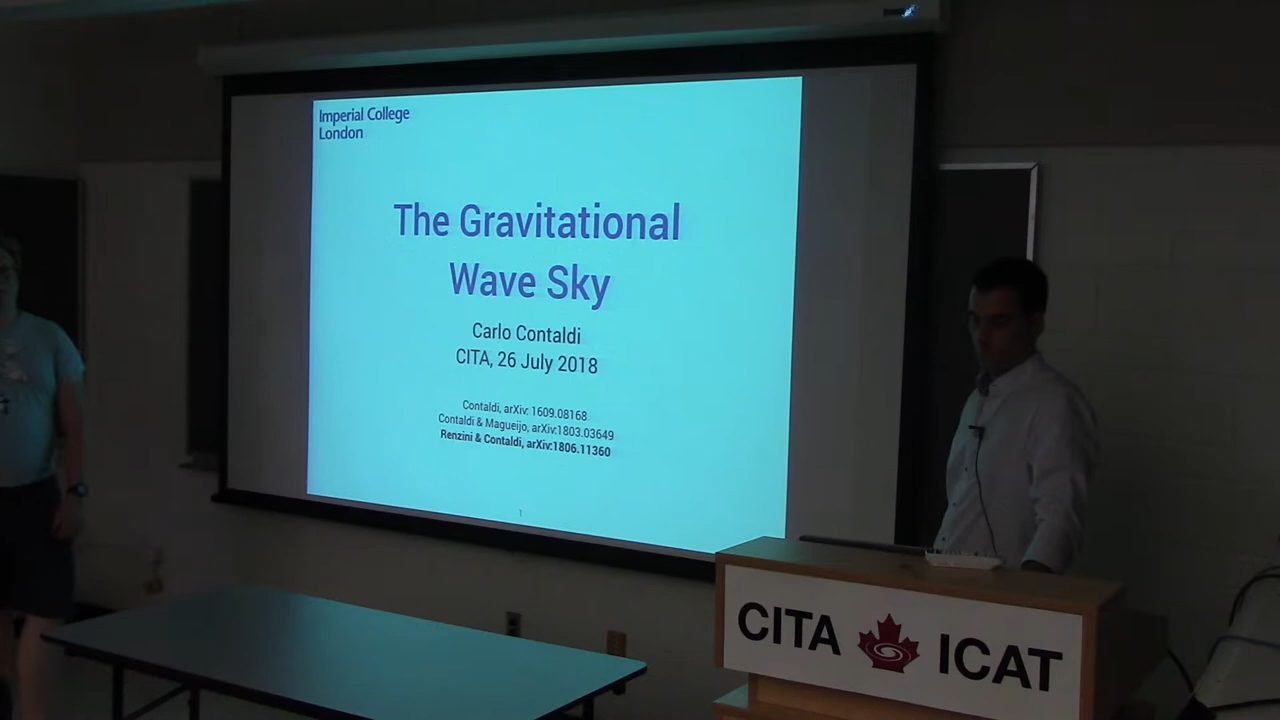 Imperial College
London
The Gravitational
Wave Sky
Carlo Contaldi
CITA, 26 July 2018
Contaldi, arXiv: 1609.08168
Contaldi & Magueijo, arXiv:1803.03649
Renzini & Contaldi, arXiv:1806.11360
1
CITA ICAT